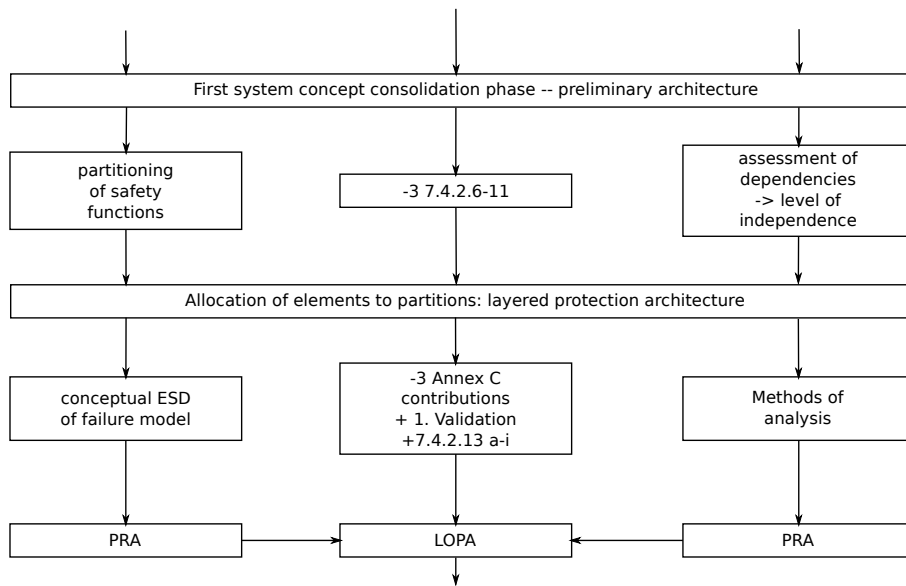 First system concept consolidation phase -- preliminary architecture
partitioning
of safety
functions
-3 7.4.2.6-11
assessment of
dependencies
-> level of
independence
Allocation of elements to partitions: layered protection architecture
conceptual ESD
of failure model
-3 Annex C
contributions
+ 1. Validation
+7.4.2.13 a-i
Methods of
analysis
PRA
LOPA
PRA